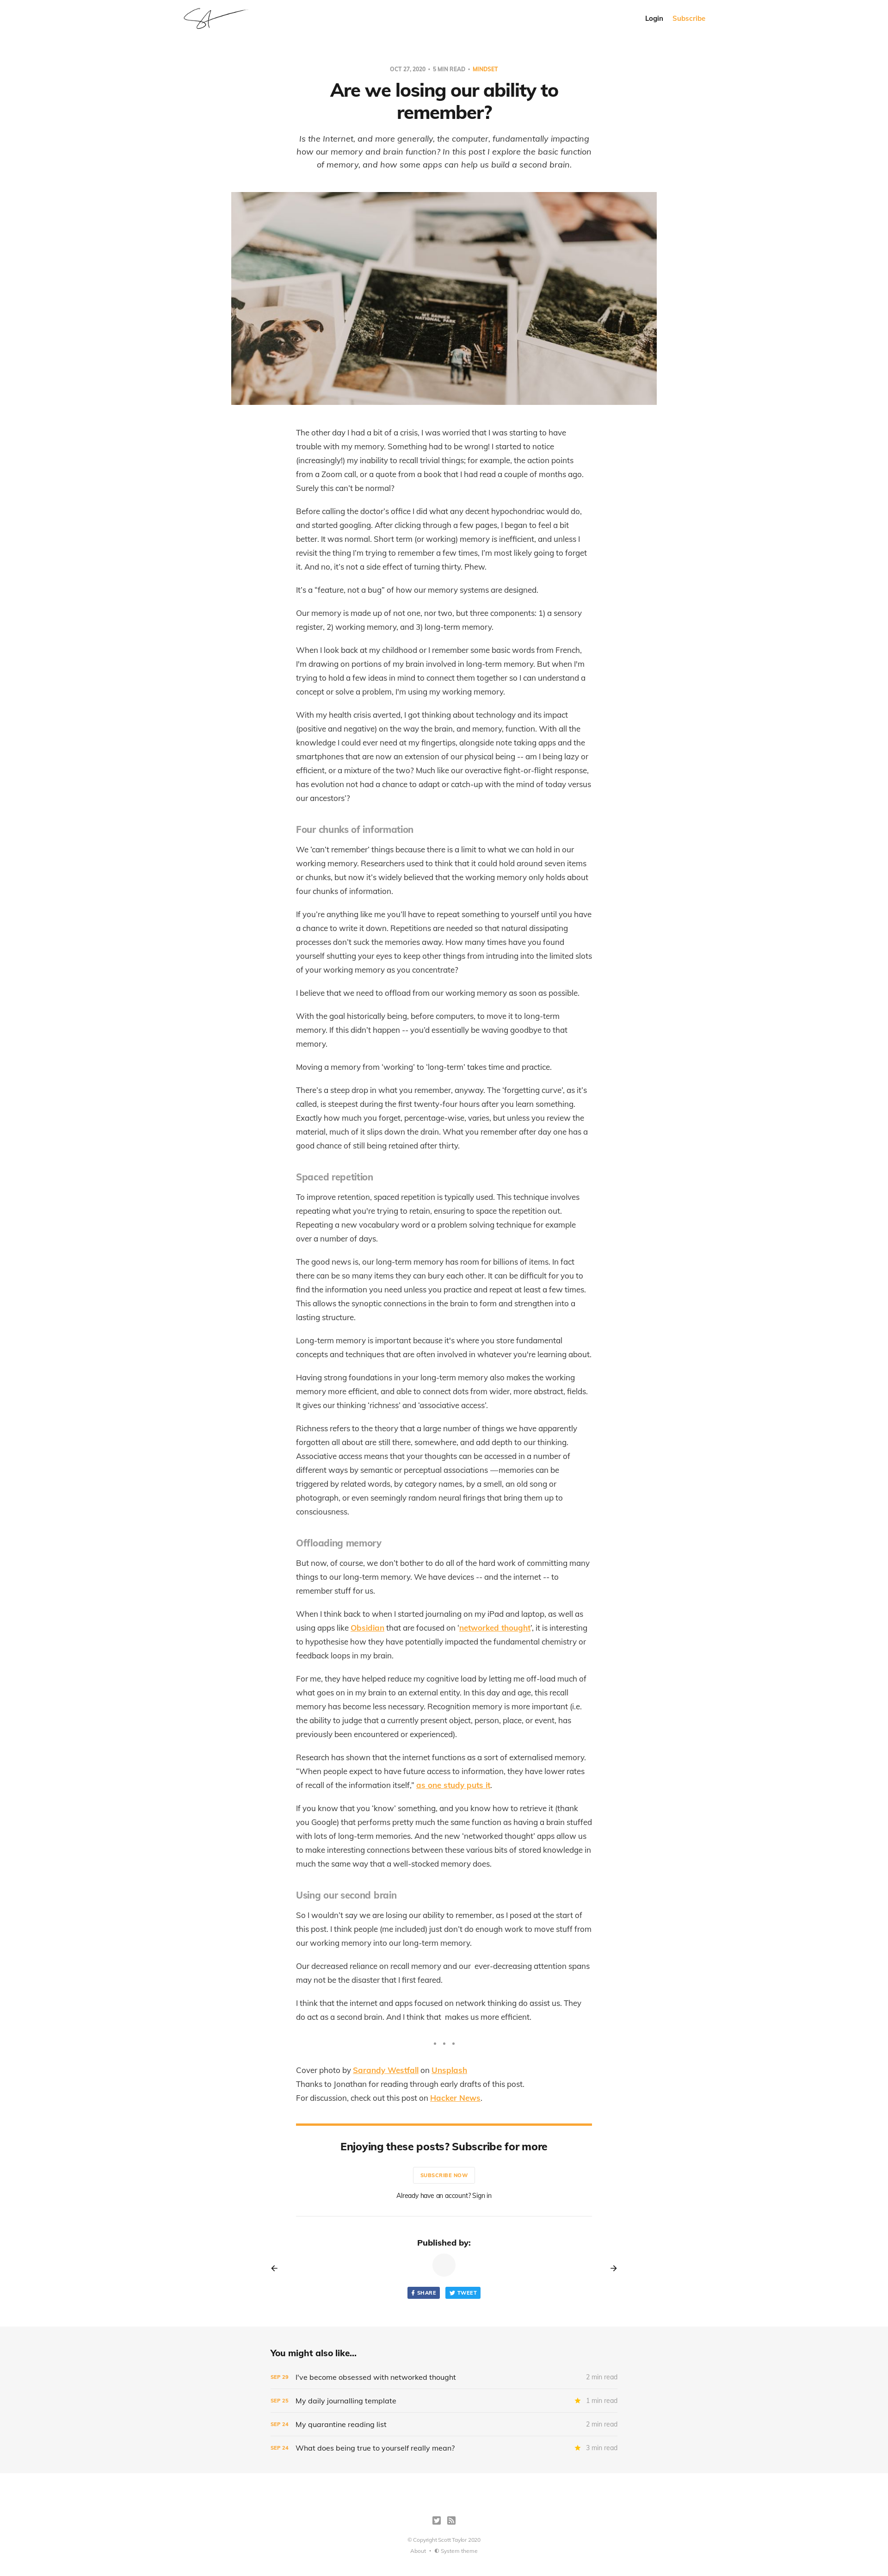 Login Subscribe
OCT 27, 2020 • 5 MIN READ • MINDSET
Are we losing our ability to
remember?
Is the Internet, and more generally, the computer, fundamentally impacting
how our memory and brain function? In this post I explore the basic function
of memory, and how some apps can help us build a second brain.
MT RAINIER
NATIONAL PARK
The other day I had a bit of a crisis, I was worried that I was starting to have
trouble with my memory. Something had to be wrong! I started to notice
(increasingly!) my inability to recall trivial things; for example, the action points
from a Zoom call, or a quote from a book that I had read a couple of months ago.
Surely this can't be normal?
Before calling the doctor's office I did what any decent hypochondriac would do,
and started googling. After clicking through a few pages, I began to feel a bit
better. It was normal. Short term (or working) memory is inefficient, and unless I
revisit the thing I'm trying to remember a few times, I'm most likely going to forget
it. And no, it's not a side effect of turning thirty. Phew.
It's a "feature, not a bug" of how our memory systems are designed.
Our memory is made up of not one, nor two, but three components: 1) a sensory
register, 2) working memory, and 3) long-term memory.
When I look back at my childhood or I remember some basic words from French,
I'm drawing on portions of my brain involved in long-term memory. But when I'm
trying to hold a few ideas in mind to connect them together so I can understand a
concept or solve a problem, I'm using my working memory.
With my health crisis averted, I got thinking about technology and its impact
(positive and negative) on the way the brain, and memory, function. With all the
knowledge I could ever need at my fingertips, alongside note taking apps and the
smartphones that are now an extension of our physical being -- am I being lazy or
efficient, or a mixture of the two? Much like our overactive fight-or-flight response,
has evolution not had a chance to adapt or catch-up with the mind of today versus
our ancestors'?
Four chunks of information
We 'can't remember' things because there is a limit to what we can hold in our
working memory. Researchers used to think that it could hold around seven items
or chunks, but now it's widely believed that the working memory only holds about
four chunks of information.
If you're anything like me you'll have to repeat something to yourself until you have
a chance to write it down. Repetitions are needed so that natural dissipating
processes don't suck the memories away. How many times have you found
yourself shutting your eyes to keep other things from intruding into the limited slots
of your working memory as you concentrate?
I believe that we need to offload from our working memory as soon as possible.
With the goal historically being, before computers, to move it to long-term
memory. If this didn't happen -- you'd essentially be waving goodbye to that
memory.
Moving a memory from 'working' to 'long-term' takes time and practice.
There's a steep drop in what you remember, anyway. The 'forgetting curve', as it's
called, is steepest during the first twenty-four hours after you learn something.
Exactly how much you forget, percentage-wise, varies, but unless you review the
material, much of it slips down the drain. What you remember after day one has a
good chance of still being retained after thirty.
Spaced repetition
To improve retention, spaced repetition is typically used. This technique involves
repeating what you're trying to retain, ensuring to space the repetition out.
Repeating a new vocabulary word or a problem solving technique for example
over a number of days.
The good news is, our long-term memory has room for billions of items. In fact
there can be so many items they can bury each other. It can be difficult for you to
find the information you need unless you practice and repeat at least a few times.
This allows the synoptic connections in the brain to form and strengthen into a
lasting structure.
Long-term memory is important because it's where you store fundamental
concepts and techniques that are often involved in whatever you're learning about.
Having strong foundations in your long-term memory also makes the working
memory more efficient, and able to connect dots from wider, more abstract, fields.
It gives our thinking 'richness' and 'associative access'.
Richness refers to the theory that a large number of things we have apparently
forgotten all about are still there, somewhere, and add depth to our thinking.
Associative access means that your thoughts can be accessed in a number of
different ways by semantic or perceptual associations —memories can be
triggered by related words, by category names, by a smell, an old song or
photograph, or even seemingly random neural firings that bring them up to
consciousness.
Offloading memory
But now, of course, we don't bother to do all of the hard work of committing many
things to our long-term memory. We have devices -- and the internet -- to
remember stuff for us.
When I think back to when I started journaling on my iPad and laptop, as well as
using apps like Obsidian that are focused on 'networked thought', it is interesting
to hypothesise how they have potentially impacted the fundamental chemistry or
feedback loops in my brain.
For me, they have helped reduce my cognitive load by letting me off-load much of
what goes on in my brain to an external entity. In this day and age, this recall
memory has become less necessary. Recognition memory is more important (i.e.
the ability to judge that a currently present object, person, place, or event, has
previously been encountered or experienced).
Research has shown that the internet functions as a sort of externalised memory.
"When people expect to have future access to information, they have lower rates
of recall of the information itself," as one study puts it.
If you know that you 'know' something, and you know how to retrieve it (thank
you Google) that performs pretty much the same function as having a brain stuffed
with lots of long-term memories. And the new 'networked thought' apps allow us
to make interesting connections between these various bits of stored knowledge in
much the same way that a well-stocked memory does.
Using our second brain
So I wouldn't say we are losing our ability to remember, as I posed at the start of
this post. I think people (me included) just don't do enough work to move stuff from
our working memory into our long-term memory.
Our decreased reliance on recall memory and our ever-decreasing attention spans
may not be the disaster that I first feared.
I think that the internet and apps focused on network thinking do assist us. They
do act as a second brain. And I think that makes us more efficient.
Cover photo by Sarandy Westfall on Unsplash
Thanks to Jonathan for reading through early drafts of this post.
For discussion, check out this post on Hacker News.
Enjoying these posts? Subscribe for more
SUBSCRIBE NOW
Already have an account? Sign in
Published by:
SHARE TWEET
You might also like...
SEP 29 I've become obsessed with networked thought 2 min read
SEP 25 My daily journalling template 1 min read
SEP 24 My quarantine reading list 2 min read
SEP 24 What does being true to yourself really mean? 3 min read
© Copyright Scott Taylor 2020
About • System theme